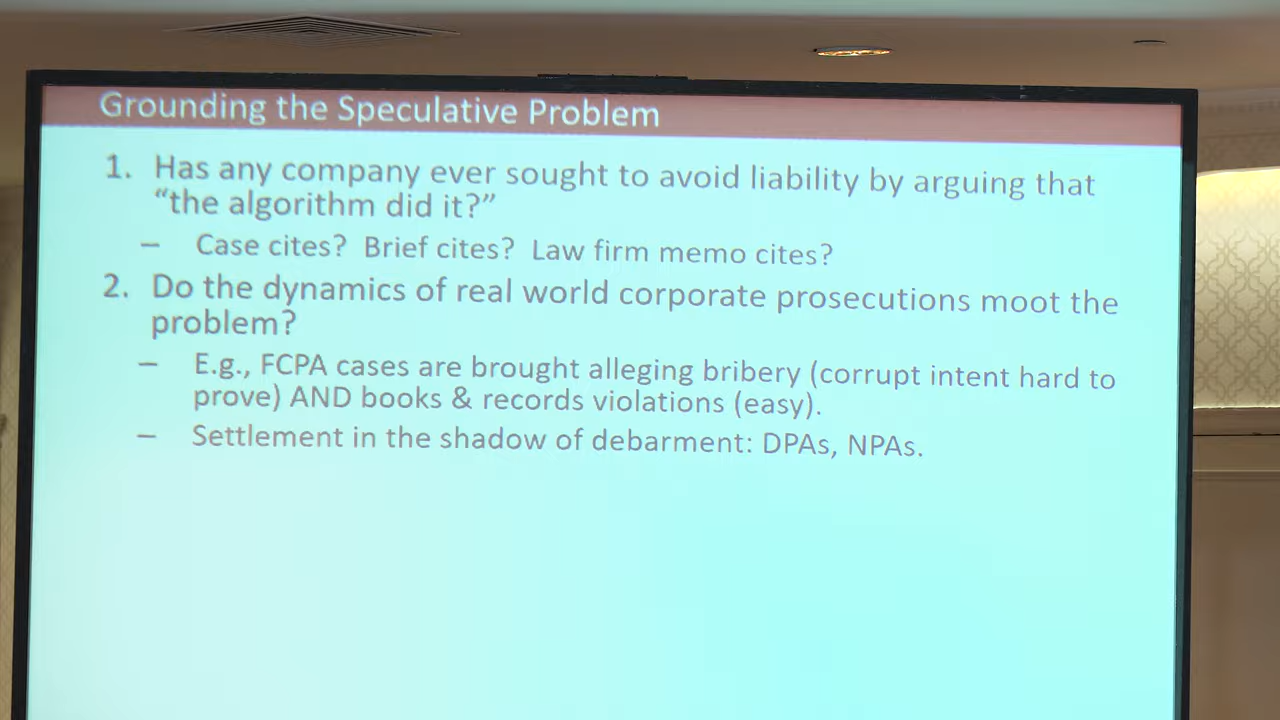 Grounding the Speculative Problem
1. Has any company ever sought to avoid liability by arguing that
“the algorithm did it?”
– Case cites? Brief cites? Law firm memo cites?
2. Do the dynamics of real world corporate prosecutions moot the
problem?
– E.g., FCPA cases are brought alleging bribery (corrupt intent hard to
prove) AND books & records violations (easy).
– Settlement in the shadow of debarment: DPAs, NPAs.